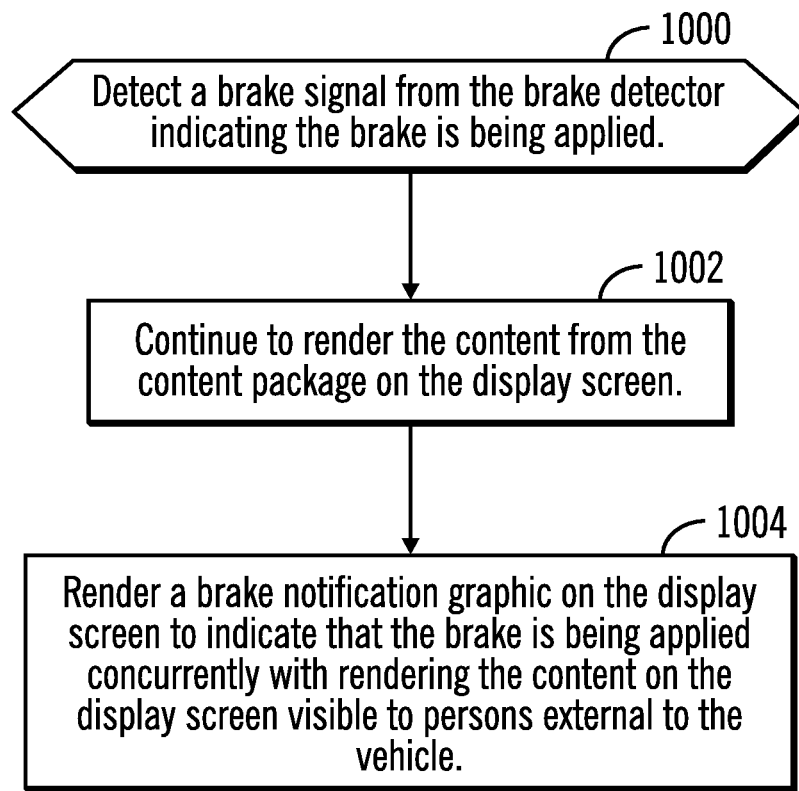 1000
Detect a brake signal from the brake detector
indicating the brake is being applied.
1002
Continue to render the content from the
content package on the display screen.
1004
Render a brake notification graphic on the display
screen to indicate that the brake is being applied
concurrently with rendering the content on the
display screen visible to persons external to the
vehicle.